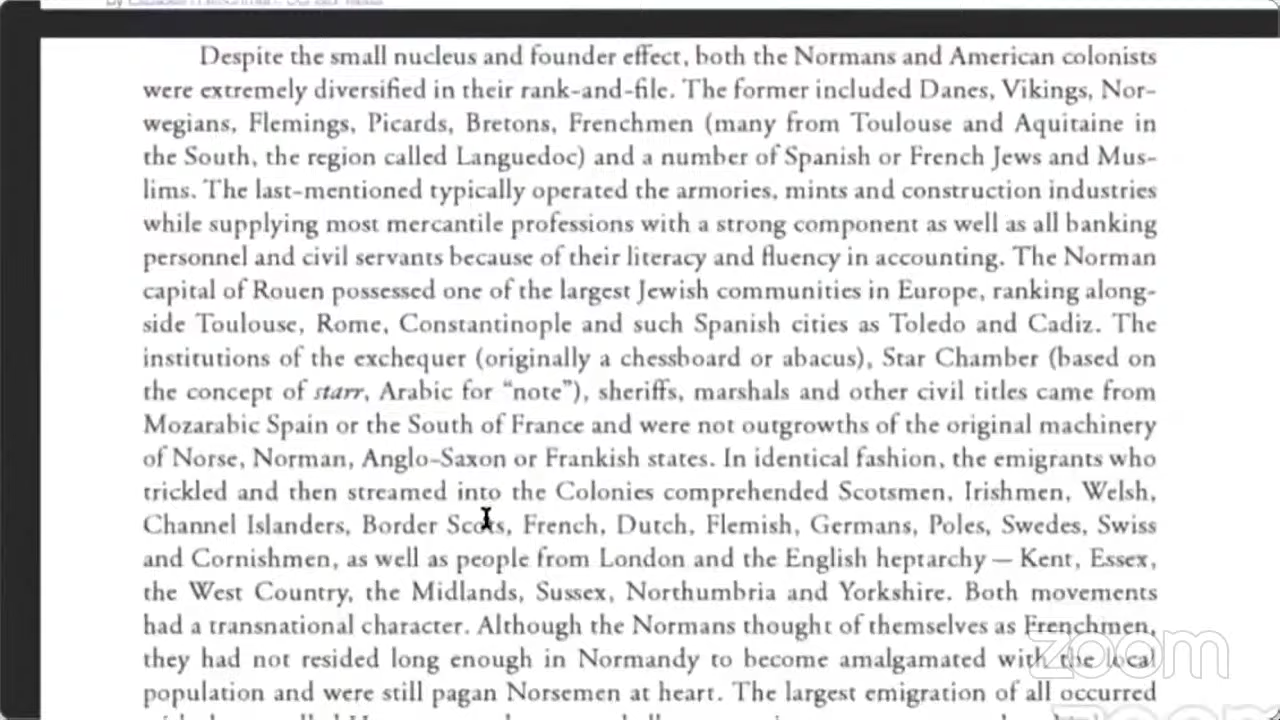 Despite the small nucleus and founder effect, both the Normans and American colonists
were extremely diversified in their rank-and-file. The former included Danes, Vikings, Nor-
wegians, Flemings, Picards, Bretons, Frenchmen (many from Toulouse and Aquitaine in
the South, the region called Languedoc) and a number of Spanish or French Jews and Mus-
lims. The last-mentioned typically operated the armories, mints and construction industries
while supplying most mercantile professions with a strong component as well as all banking
personnel and civil servants because of their literacy and fluency in accounting. The Norman
capital of Rouen possessed one of the largest Jewish communities in Europe, ranking along-
side Toulouse, Rome, Constantinople and such Spanish cities as Toledo and Cadiz. The
institutions of the exchequer (originally a chessboard or abacus), Star Chamber (based on
the concept of starr, Arabic for “note”), sheriffs, marshals and other civil titles came from
Mozarabic Spain or the South of France and were not outgrowths of the original machinery
of Norse, Norman, Anglo-Saxon or Frankish states. In identical fashion, the emigrants who
trickled and then streamed into the Colonies comprehended Scotsmen, Irishmen, Welsh,
Channel Islanders, Border Scots, French, Dutch, Flemish, Germans, Poles, Swedes, Swiss
and Cornishmen, as well as people from London and the English heptarchy — Kent, Essex,
the West Country, the Midlands, Sussex, Northumbria and Yorkshire. Both movements
had a transnational character. Although the Normans thought of themselves as Frenchmen,
they had not resided long enough in Normandy to become amalgamated with the local
population and were still pagan Norsemen at heart. The largest emigration of all occurred
zoom